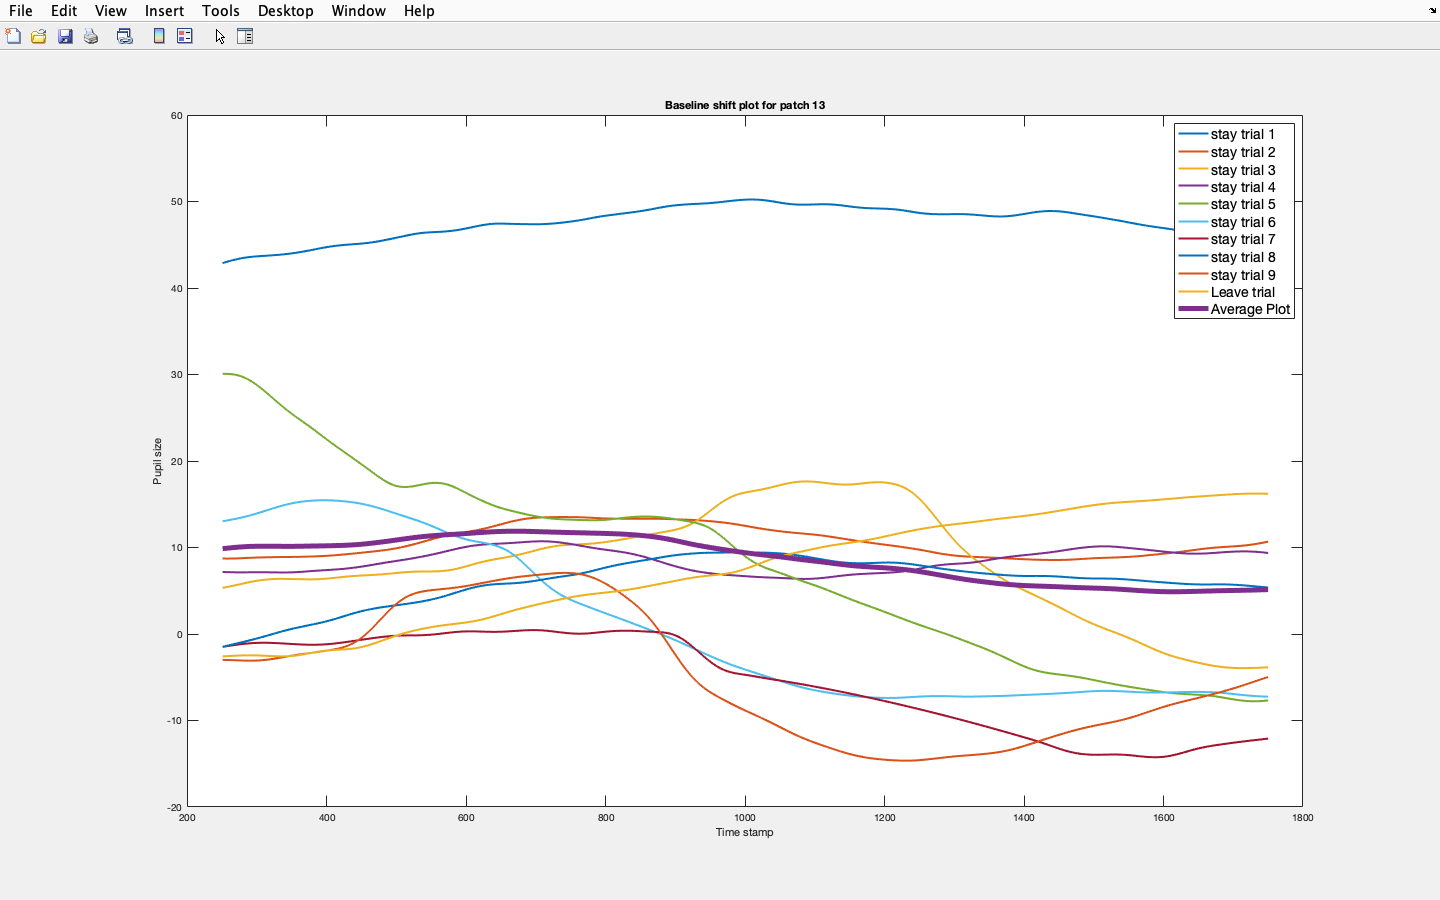 File Edit View Insert Tools Desktop Window Help
Baseline shift plot for patch 13
60
50
40
30
20
10
0
-10
-20
Pupil size
200 400 600 800 1000 1200 1400 1600 1800
Time stamp
stay trial 1
stay trial 2
stay trial 3
stay trial 4
stay trial 5
stay trial 6
stay trial 7
stay trial 8
stay trial 9
Leave trial
Average Plot